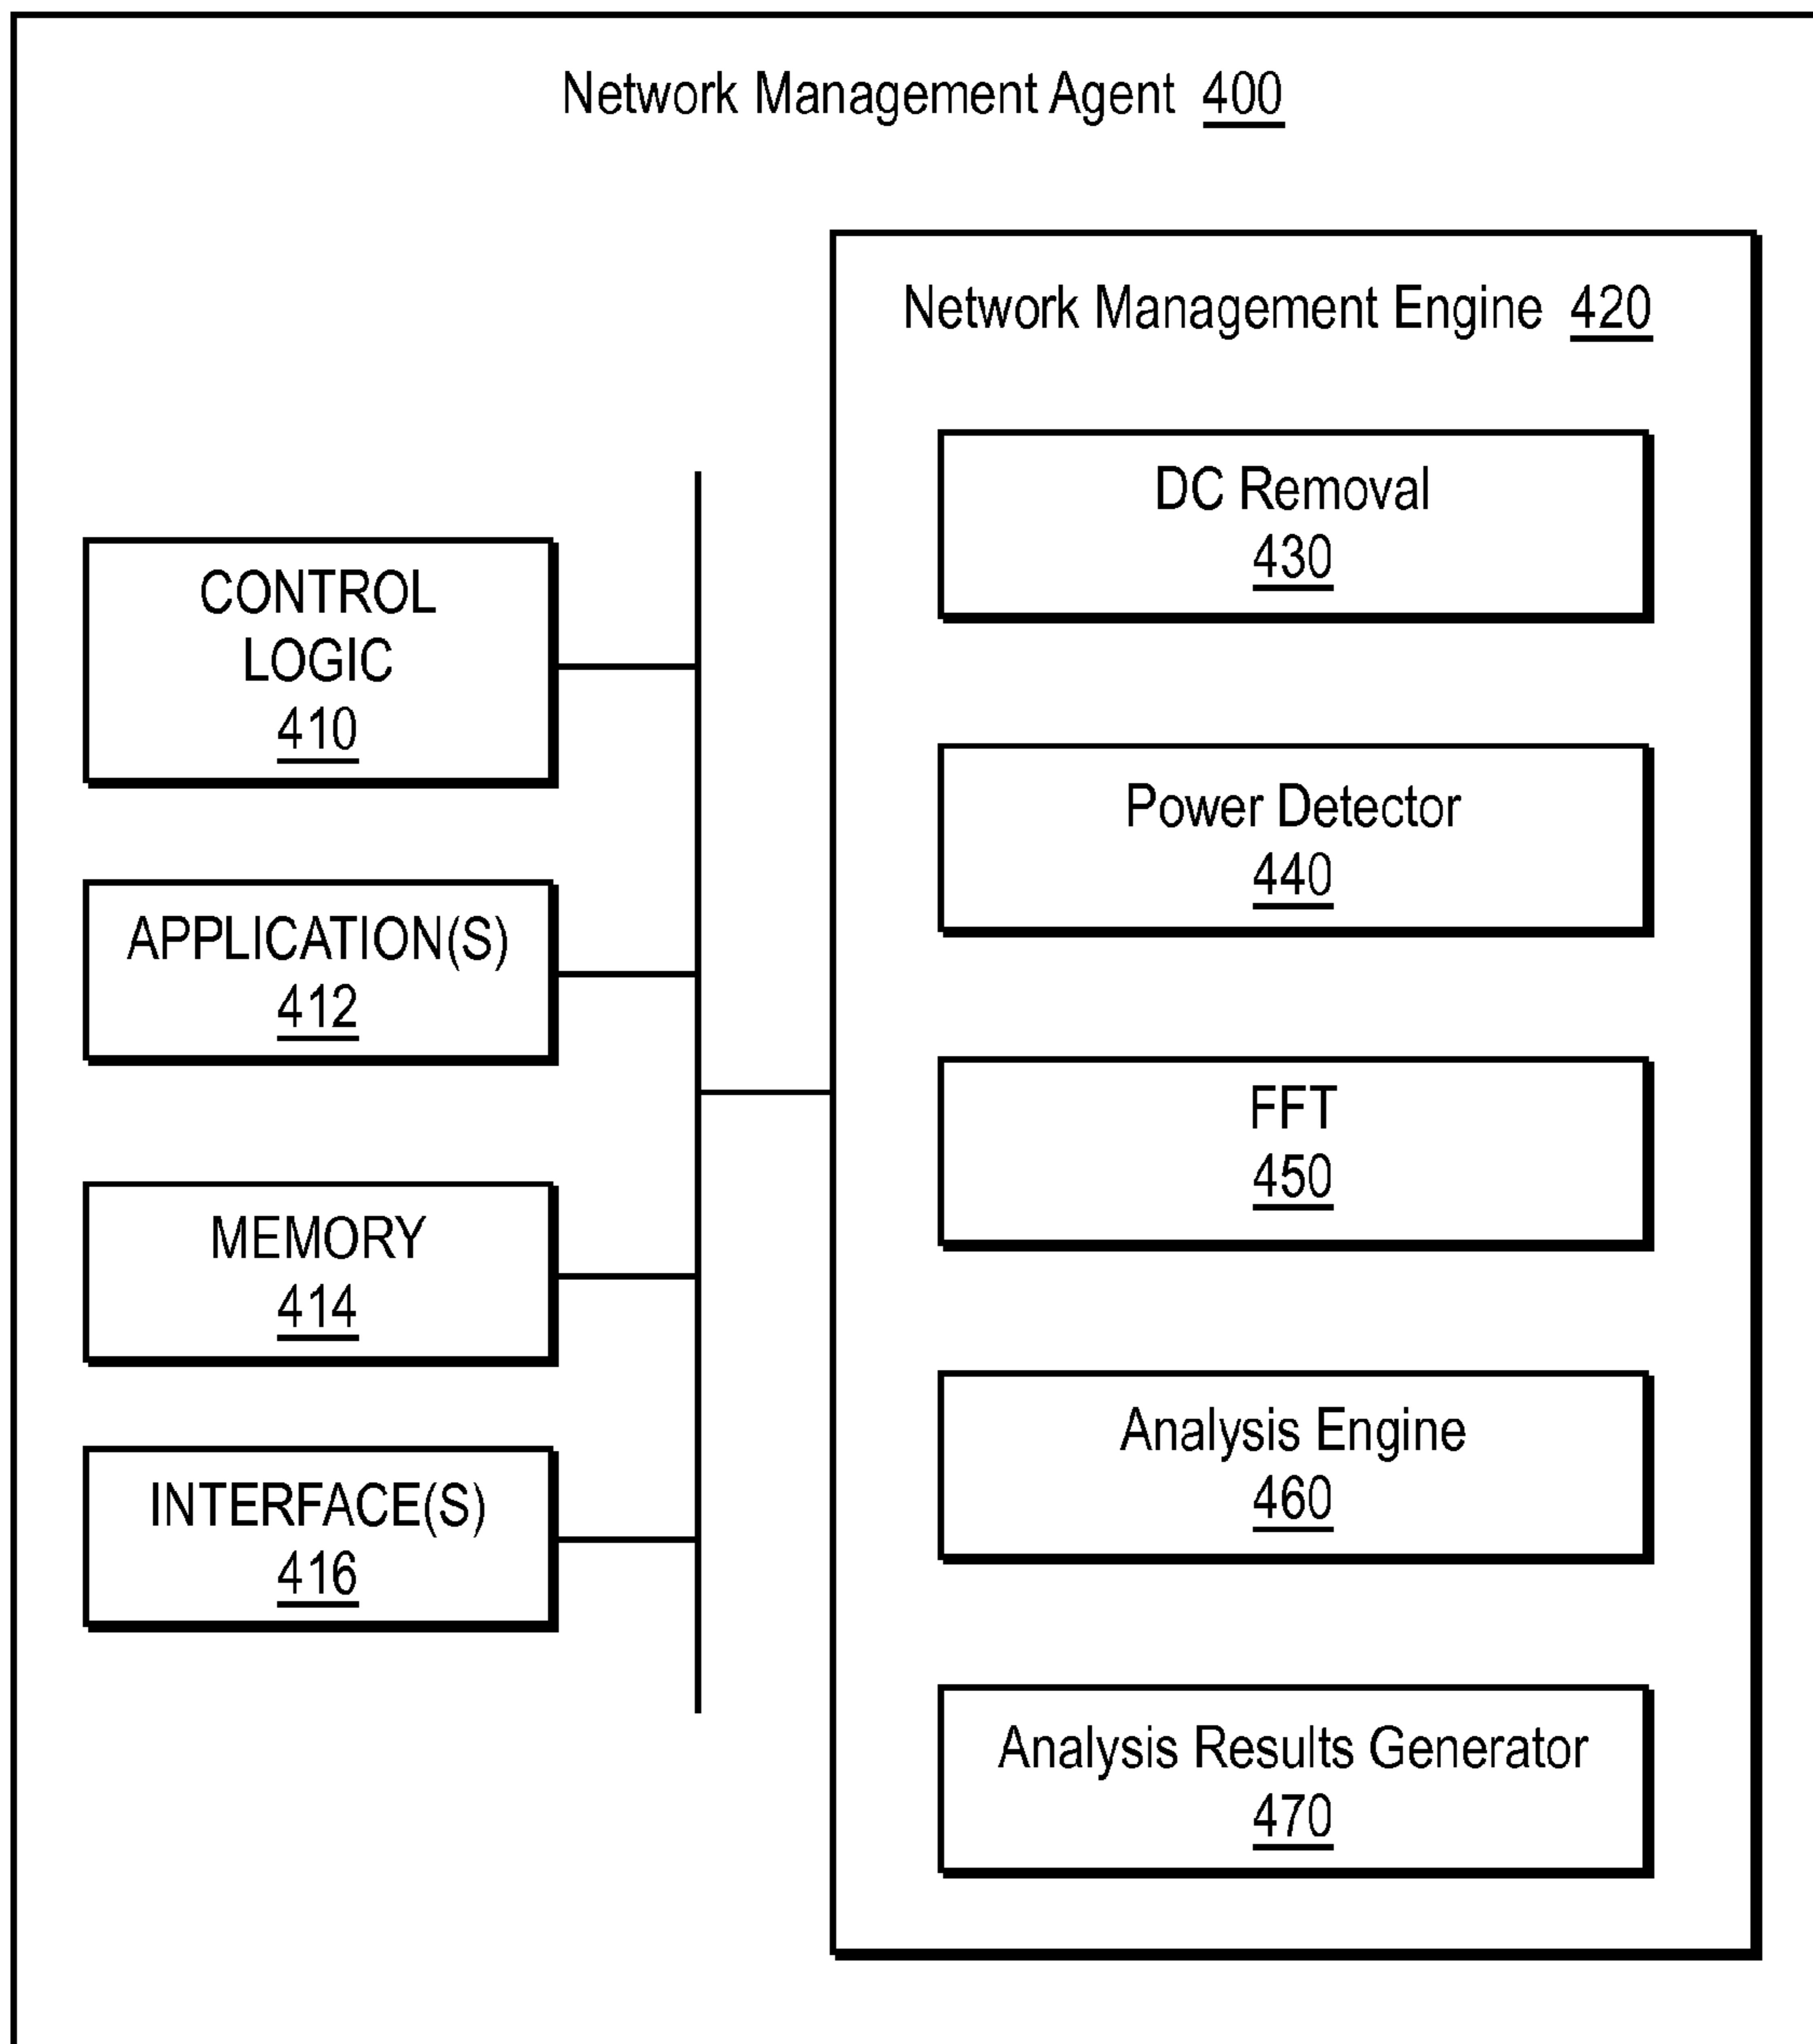 Network Management Agent 400
CONTROL
LOGIC
410
APPLICATION(S)
412
MEMORY
414
INTERFACE(S)
416
Network Management Engine 420
DC Removal
430
Power Detector
440
FFT
450
Analysis Engine
460
Analysis Results Generator
470